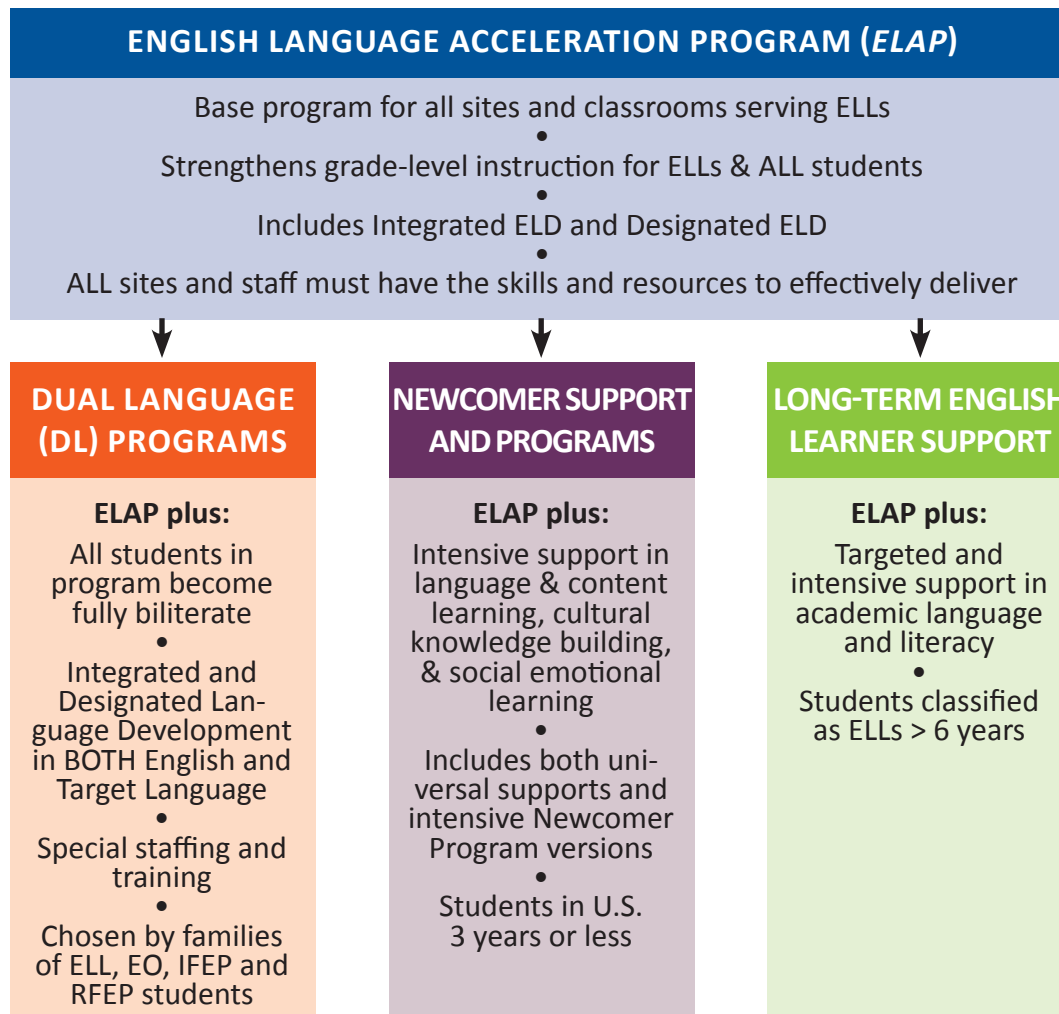 ENGLISH LANGUAGE ACCELERATION PROGRAM (ELAP)
Base program for all sites and classrooms serving ELLs
•
Strengthens grade-level instruction for ELLs & ALL students
•
Includes Integrated ELD and Designated ELD
•
ALL sites and staff must have the skills and resources to effectively deliver
DUAL LANGUAGE
(DL) PROGRAMS
ELAP plus:
All students in
program become
fully biliterate
•
Integrated and
Designated Lan-
guage Development
in BOTH English and
Target Language
•
Special staffing and
training
•
Chosen by families
of ELL, EO, IFEP and
RFEP students
NEWCOMER SUPPORT
AND PROGRAMS
ELAP plus:
Intensive support in
language & content
learning, cultural
knowledge building,
& social emotional
learning
•
Includes both uni-
versal supports and
intensive Newcomer
Program versions
•
Students in U.S.
3 years or less
LONG-TERM ENGLISH
LEARNER SUPPORT
ELAP plus:
Targeted and
intensive support in
academic language
and literacy
•
Students classified
as ELLs > 6 years